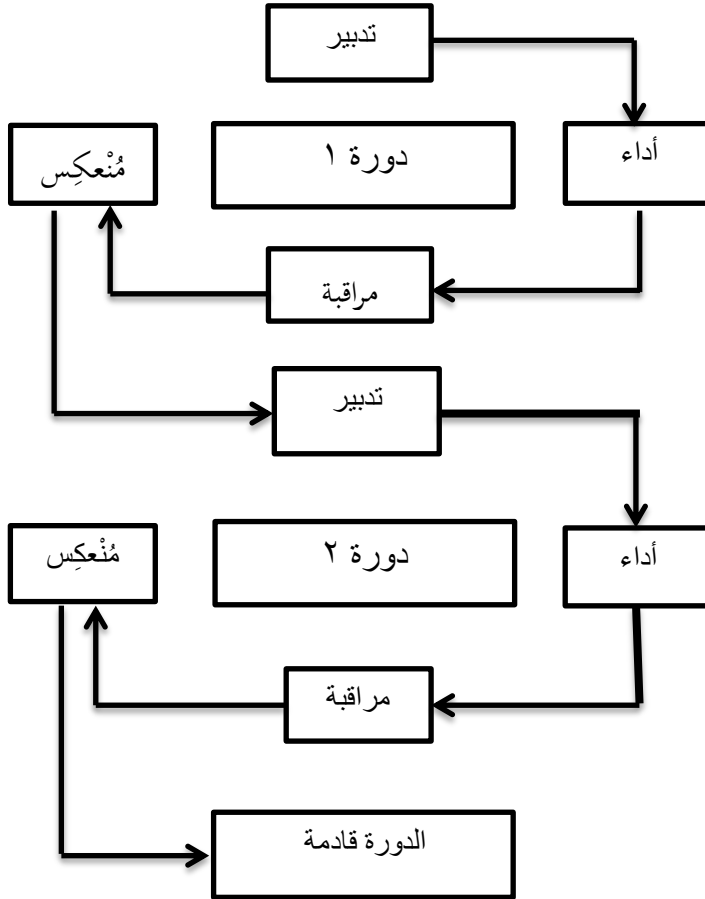 تدبير
أداء
دورة ١
مُنْعكِس
مراقبة
تدبير
أداء
دورة ٢
مُنْعكِس
مراقبة
الدورة قادمة